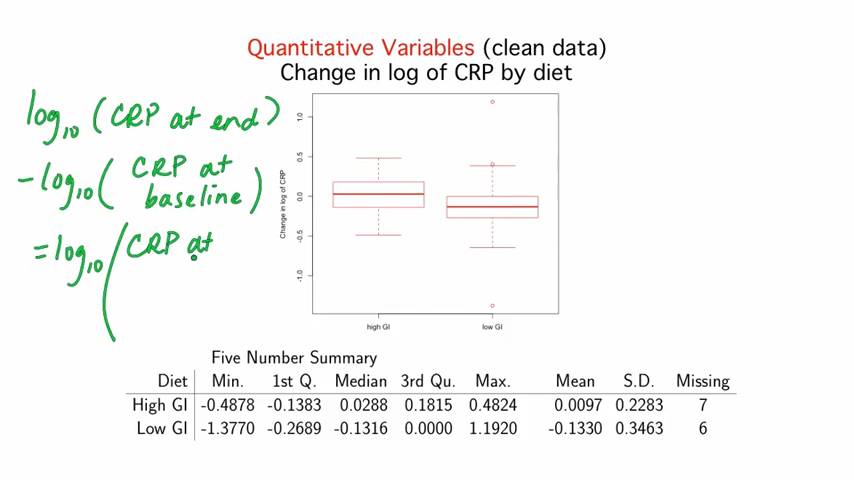 Quantitative Variables (clean data)
Change in log of CRP by diet
log10 (CRP at end)
-log10 (CRP at
baseline)
=log10 (CRP at
Change in log of CRP
1.0
0.5
0.0
-0.5
-1.0
high GI low GI
Five Number Summary
Diet Min. 1st Q. Median 3rd Qu. Max. Mean S.D. Missing
High GI -0.4878 -0.1383 0.0288 0.1815 0.4824 0.0097 0.2283 7
Low GI -1.3770 -0.2689 -0.1316 0.0000 1.1920 -0.1330 0.3463 6